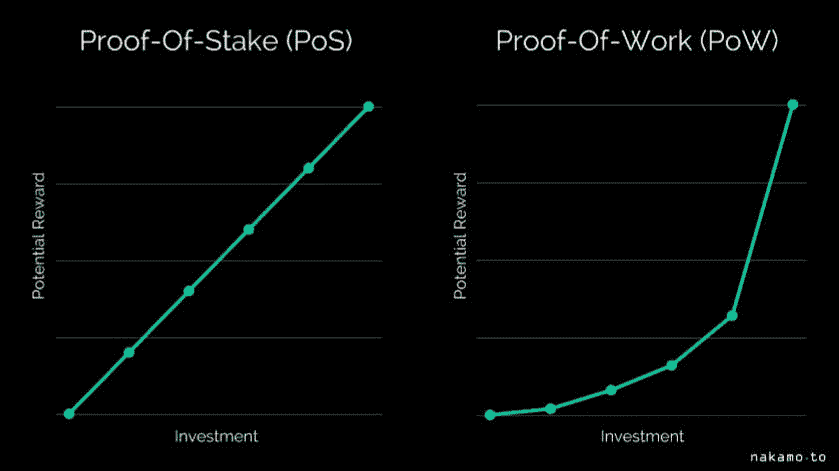 Proof-Of-Stake (PoS)
Potential Reward
Investment
Proof-Of-Work (PoW)
Potential Reward
Investment
nakamo.to